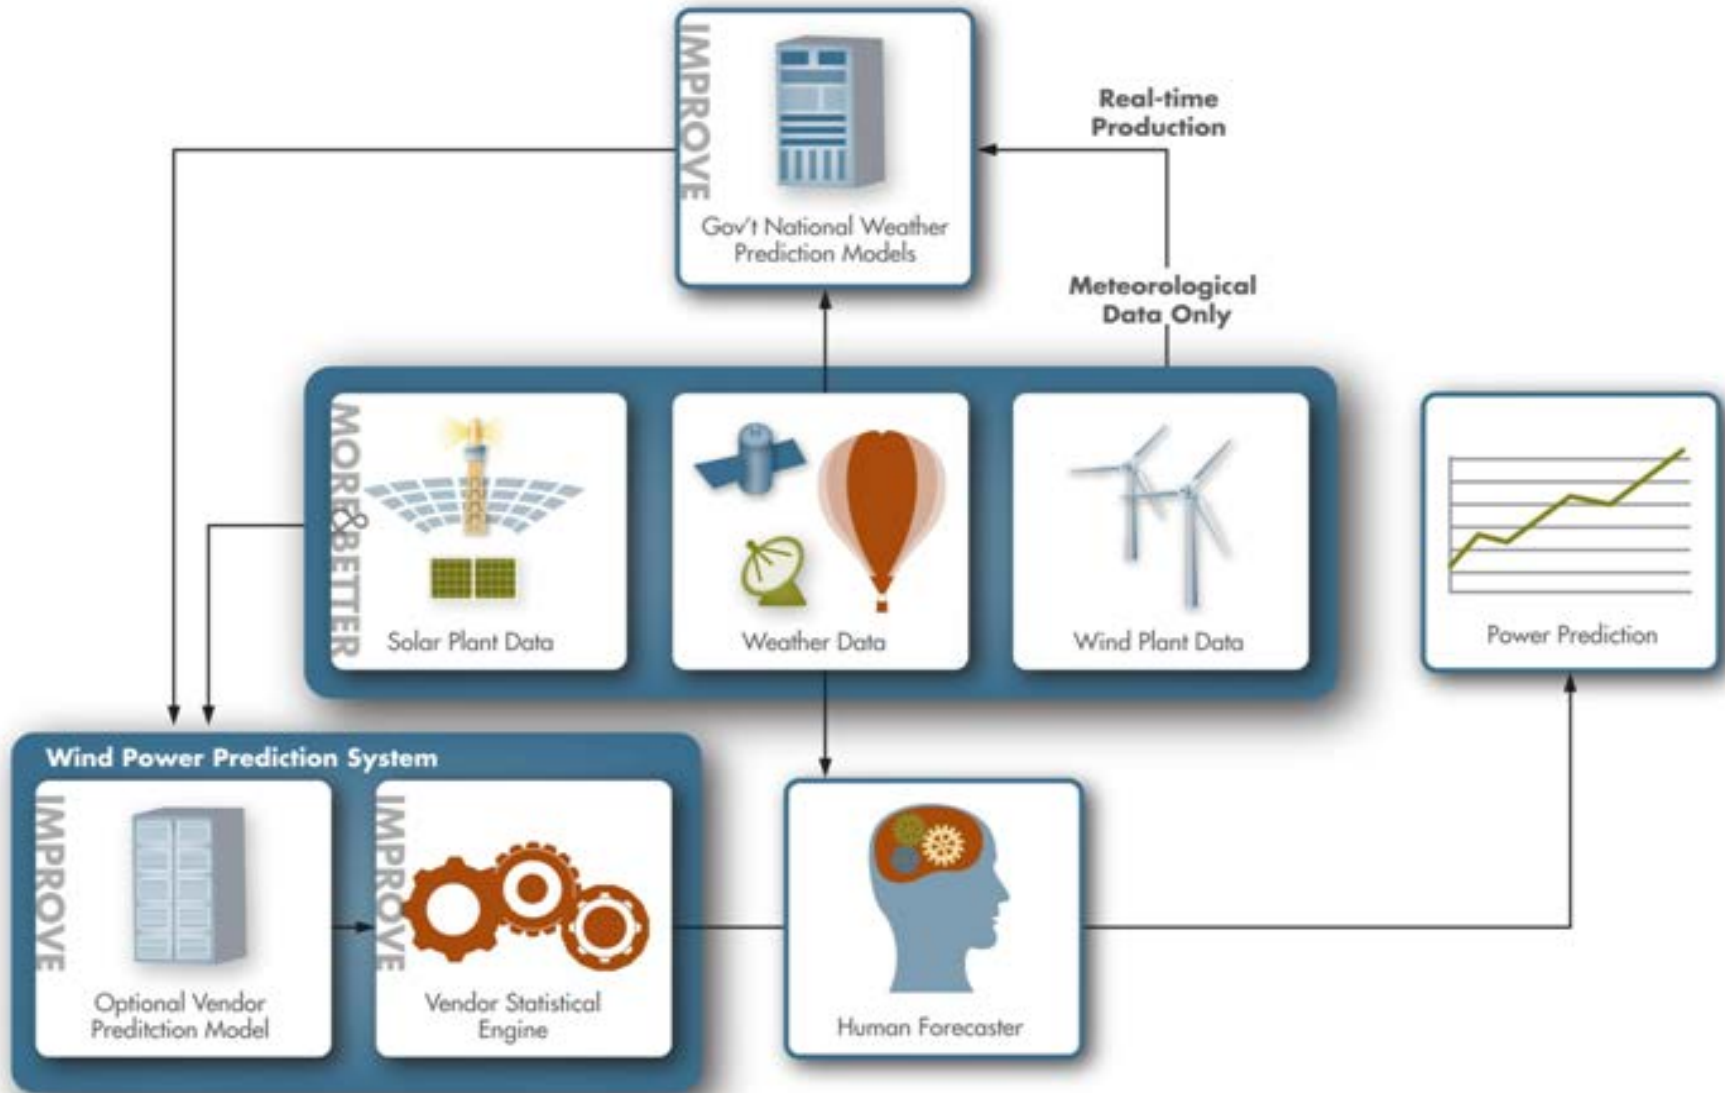 IMPROVE
Gov't National Weather
Prediction Models
Real-time
Production
Meteorological
Data Only
MORE&BETTER
Solar Plant Data
Weather Data
Wind Plant Data
Power Prediction
Wind Power Prediction System
IMPROVE
Optional Vendor
Preditction Model
IMPROVE
Vendor Statistical
Engine
Human Forecaster